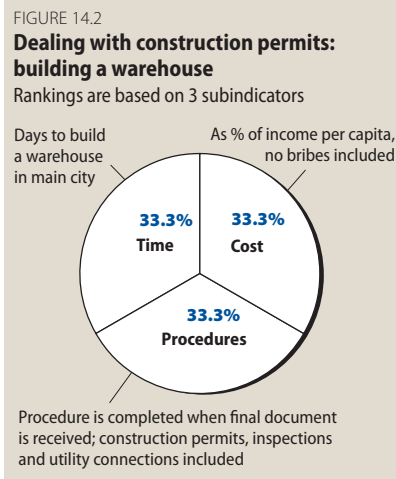 FIGURE 14.2
Dealing with construction permits:
building a warehouse
Rankings are based on 3 subindicators
Days to build
a warehouse
in main city
As % of income per capita,
no bribes included
33.3%
Time
33.3%
Cost
33.3%
Procedures
Procedure is completed when final document
is received; construction permits, inspections
and utility connections included